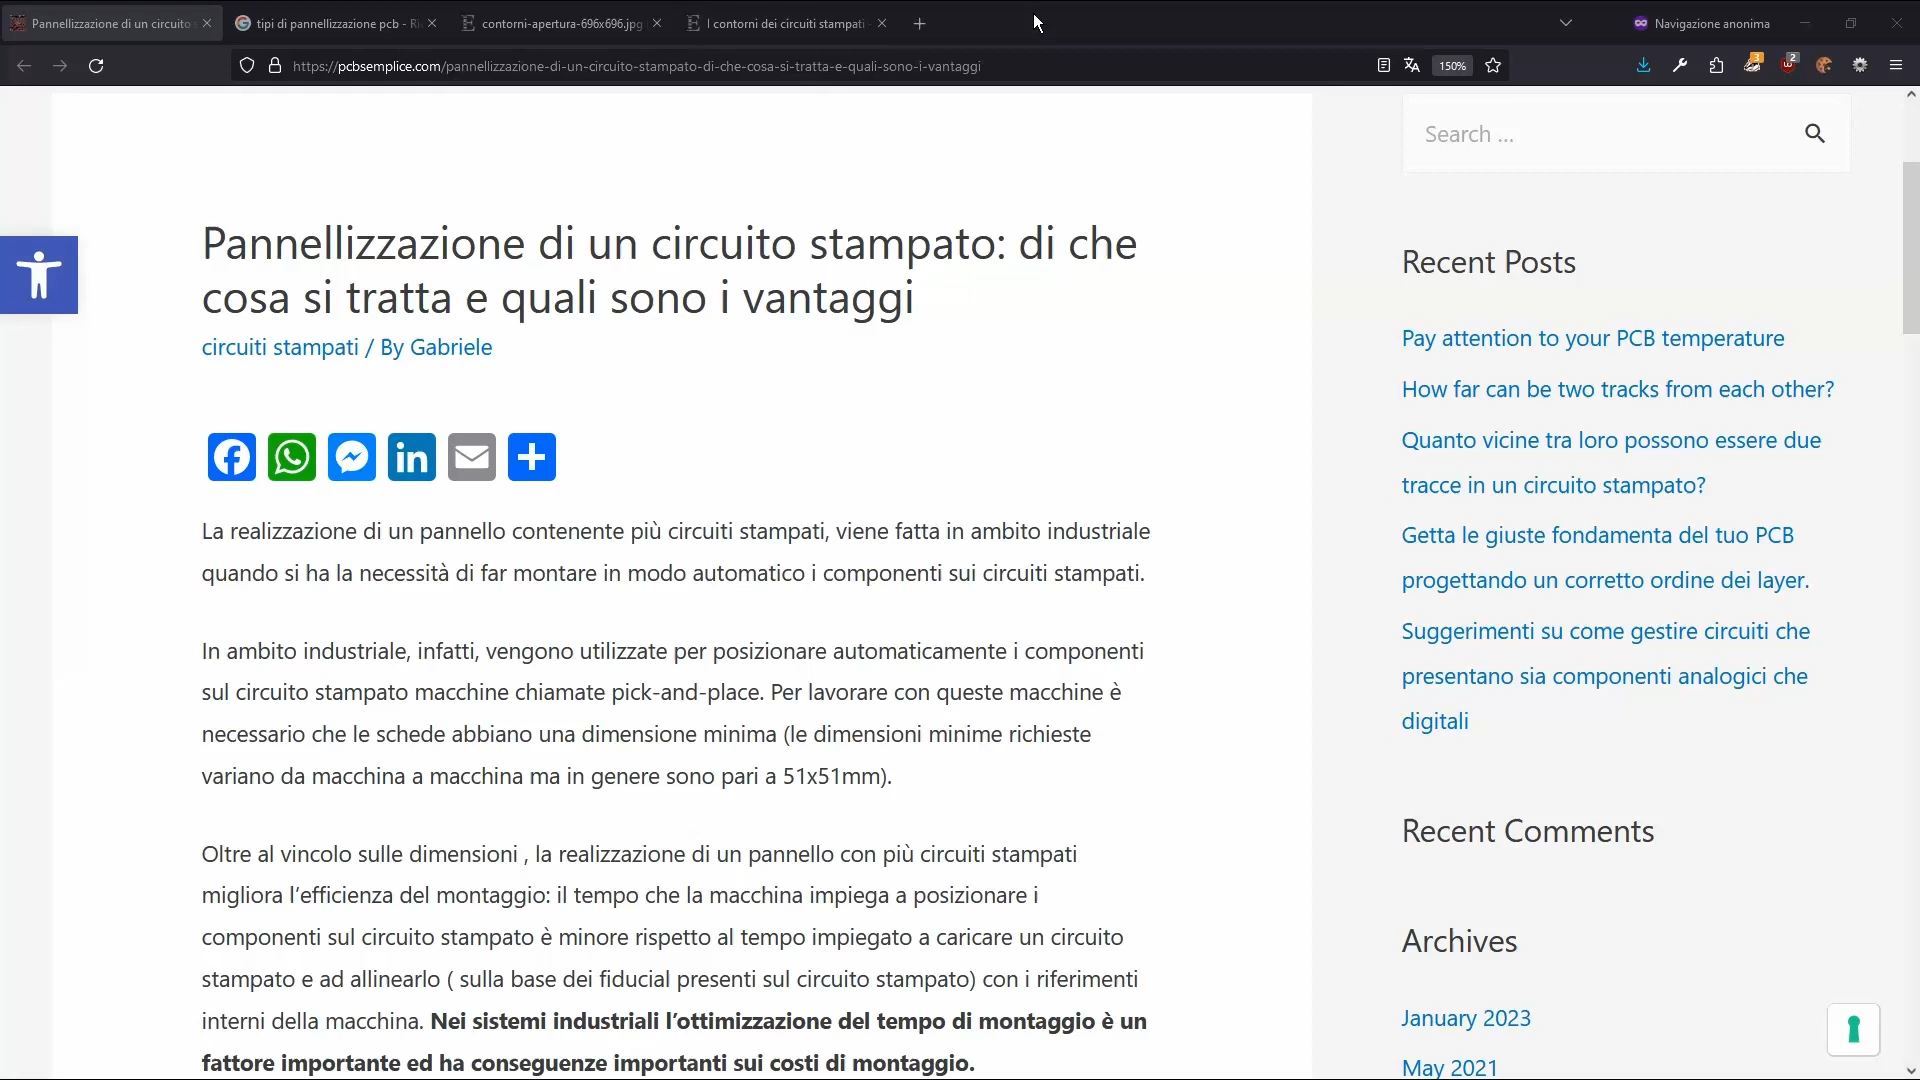 Pannellizzazione di un circuito s
tipi di pannellizzazione pcb - Ri
contorni-apertura-696x696.jpg
I contorni dei circuiti stampati -
Navigazione anonima
https://pcbsemplice.com/pannellizzazione-di-un-circuito-stampato-di-che-cosa-si-tratta-e-quali-sono-i-vantaggi
150%
3
2
Search ...
Pannellizzazione di un circuito stampato: di che
cosa si tratta e quali sono i vantaggi
circuiti stampati / By Gabriele
La realizzazione di un pannello contenente più circuiti stampati, viene fatta in ambito industriale
quando si ha la necessità di far montare in modo automatico i componenti sui circuiti stampati.
In ambito industriale, infatti, vengono utilizzate per posizionare automaticamente i componenti
sul circuito stampato macchine chiamate pick-and-place. Per lavorare con queste macchine è
necessario che le schede abbiano una dimensione minima (le dimensioni minime richieste
variano da macchina a macchina ma in genere sono pari a 51x51mm).
Oltre al vincolo sulle dimensioni , la realizzazione di un pannello con più circuiti stampati
migliora l’efficienza del montaggio: il tempo che la macchina impiega a posizionare i
componenti sul circuito stampato è minore rispetto al tempo impiegato a caricare un circuito
stampato e ad allinearlo ( sulla base dei fiducial presenti sul circuito stampato) con i riferimenti
interni della macchina. Nei sistemi industriali l’ottimizzazione del tempo di montaggio è un
fattore importante ed ha conseguenze importanti sui costi di montaggio.
Recent Posts
Pay attention to your PCB temperature
How far can be two tracks from each other?
Quanto vicine tra loro possono essere due
tracce in un circuito stampato?
Getta le giuste fondamenta del tuo PCB
progettando un corretto ordine dei layer.
Suggerimenti su come gestire circuiti che
presentano sia componenti analogici che
digitali
Recent Comments
Archives
January 2023
May 2021